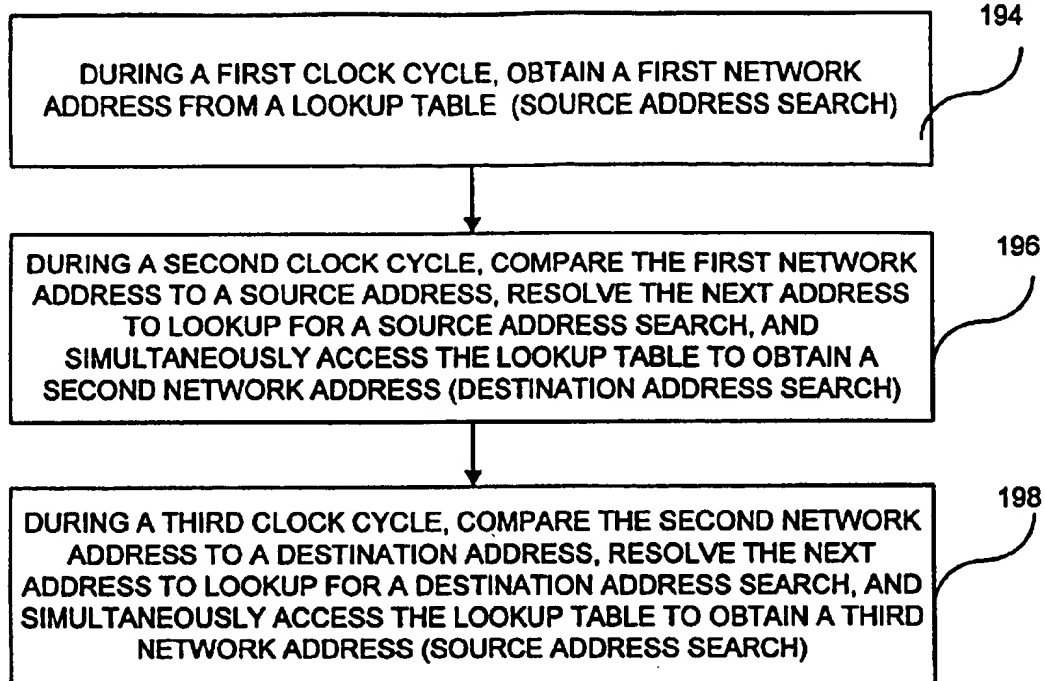 194
DURING A FIRST CLOCK CYCLE, OBTAIN A FIRST NETWORK
ADDRESS FROM A LOOKUP TABLE (SOURCE ADDRESS SEARCH)
196
DURING A SECOND CLOCK CYCLE, COMPARE THE FIRST NETWORK
ADDRESS TO A SOURCE ADDRESS, RESOLVE THE NEXT ADDRESS
TO LOOKUP FOR A SOURCE ADDRESS SEARCH, AND
SIMULTANEOUSLY ACCESS THE LOOKUP TABLE TO OBTAIN A
SECOND NETWORK ADDRESS (DESTINATION ADDRESS SEARCH)
198
DURING A THIRD CLOCK CYCLE, COMPARE THE SECOND NETWORK
ADDRESS TO A DESTINATION ADDRESS, RESOLVE THE NEXT
ADDRESS TO LOOKUP FOR A DESTINATION ADDRESS SEARCH, AND
SIMULTANEOUSLY ACCESS THE LOOKUP TABLE TO OBTAIN A THIRD
NETWORK ADDRESS (SOURCE ADDRESS SEARCH)